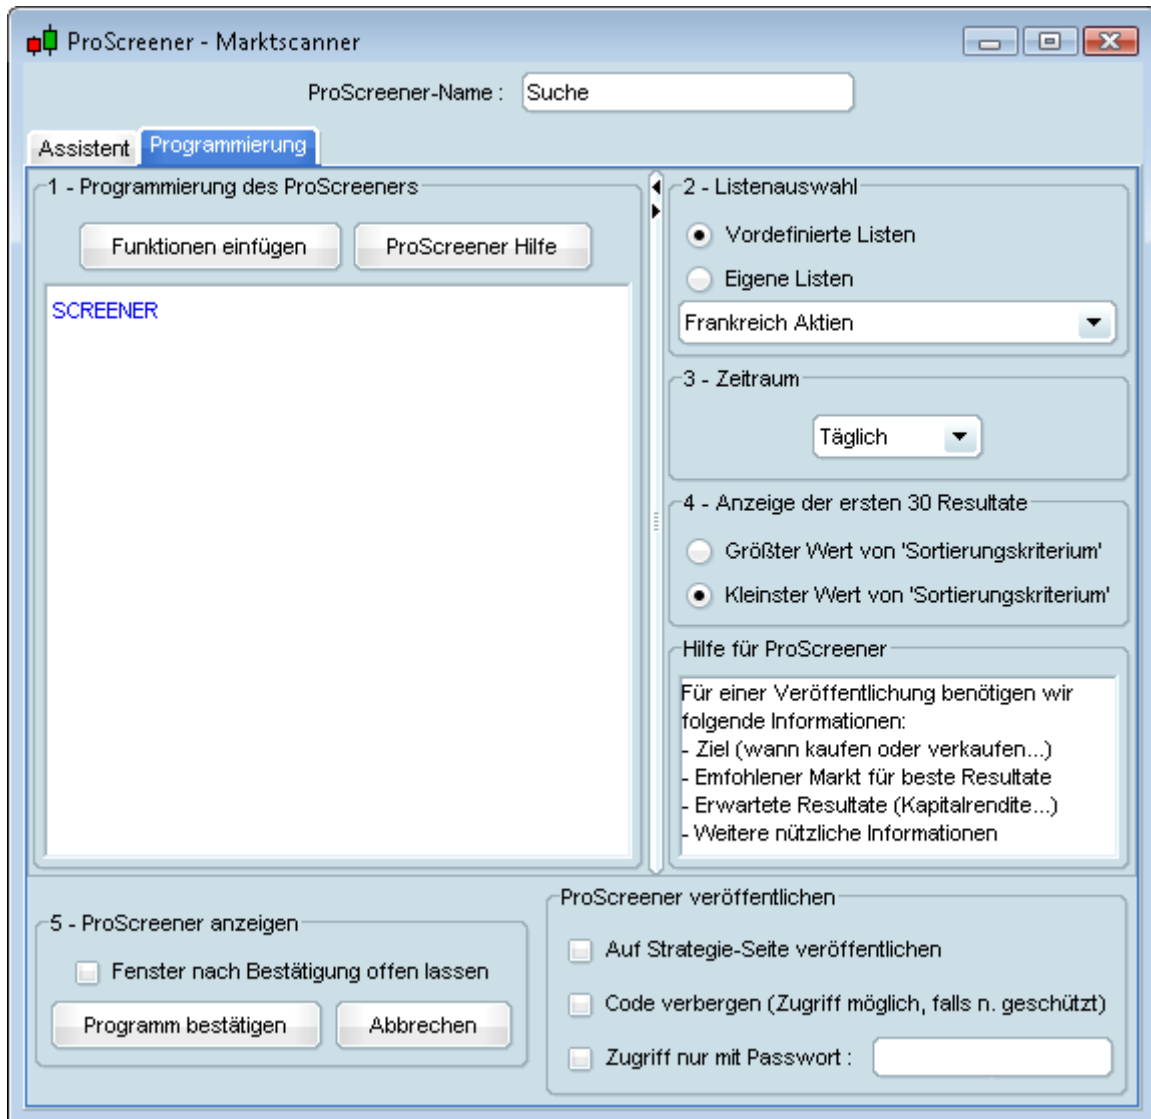 ProScreener - Marktscanner
ProScreener-Name : Suche
Assistent Programmierung
1 - Programmierung des ProScreeners
Funktionen einfügen ProScreener Hilfe
SCREENER
2 - Listenauswahl
Vordefinierte Listen
Eigene Listen
Frankreich Aktien
3 - Zeitraum
Täglich
4 - Anzeige der ersten 30 Resultate
Größter Wert von 'Sortierungskriterium'
Kleinster Wert von 'Sortierungskriterium'
Hilfe für ProScreener
Für einer Veröffentlichung benötigen wir
folgende Informationen:
- Ziel (wann kaufen oder verkaufen...)
- Emfohlener Markt für beste Resultate
- Erwartete Resultate (Kapitalrendite...)
- Weitere nützliche Informationen
5 - ProScreener anzeigen
Fenster nach Bestätigung offen lassen
Programm bestätigen Abbrechen
ProScreener veröffentlichen
Auf Strategie-Seite veröffentlichen
Code verbergen (Zugriff möglich, falls n. geschützt)
Zugriff nur mit Passwort :